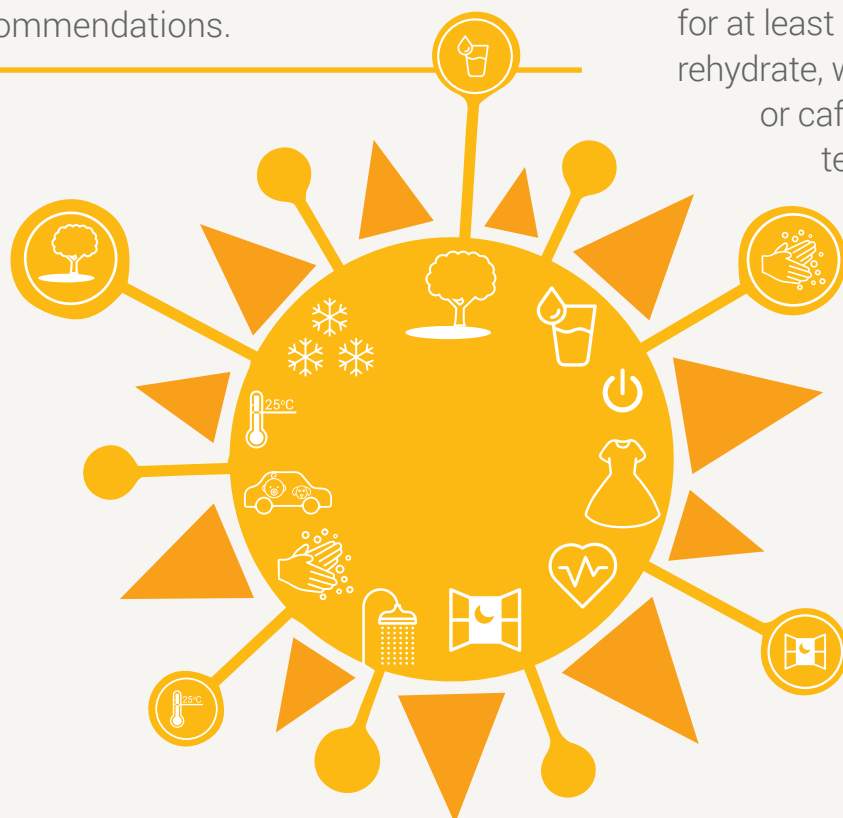 ommendations.
for at least
rehydrate, w
or caf
te
25°C
25°C